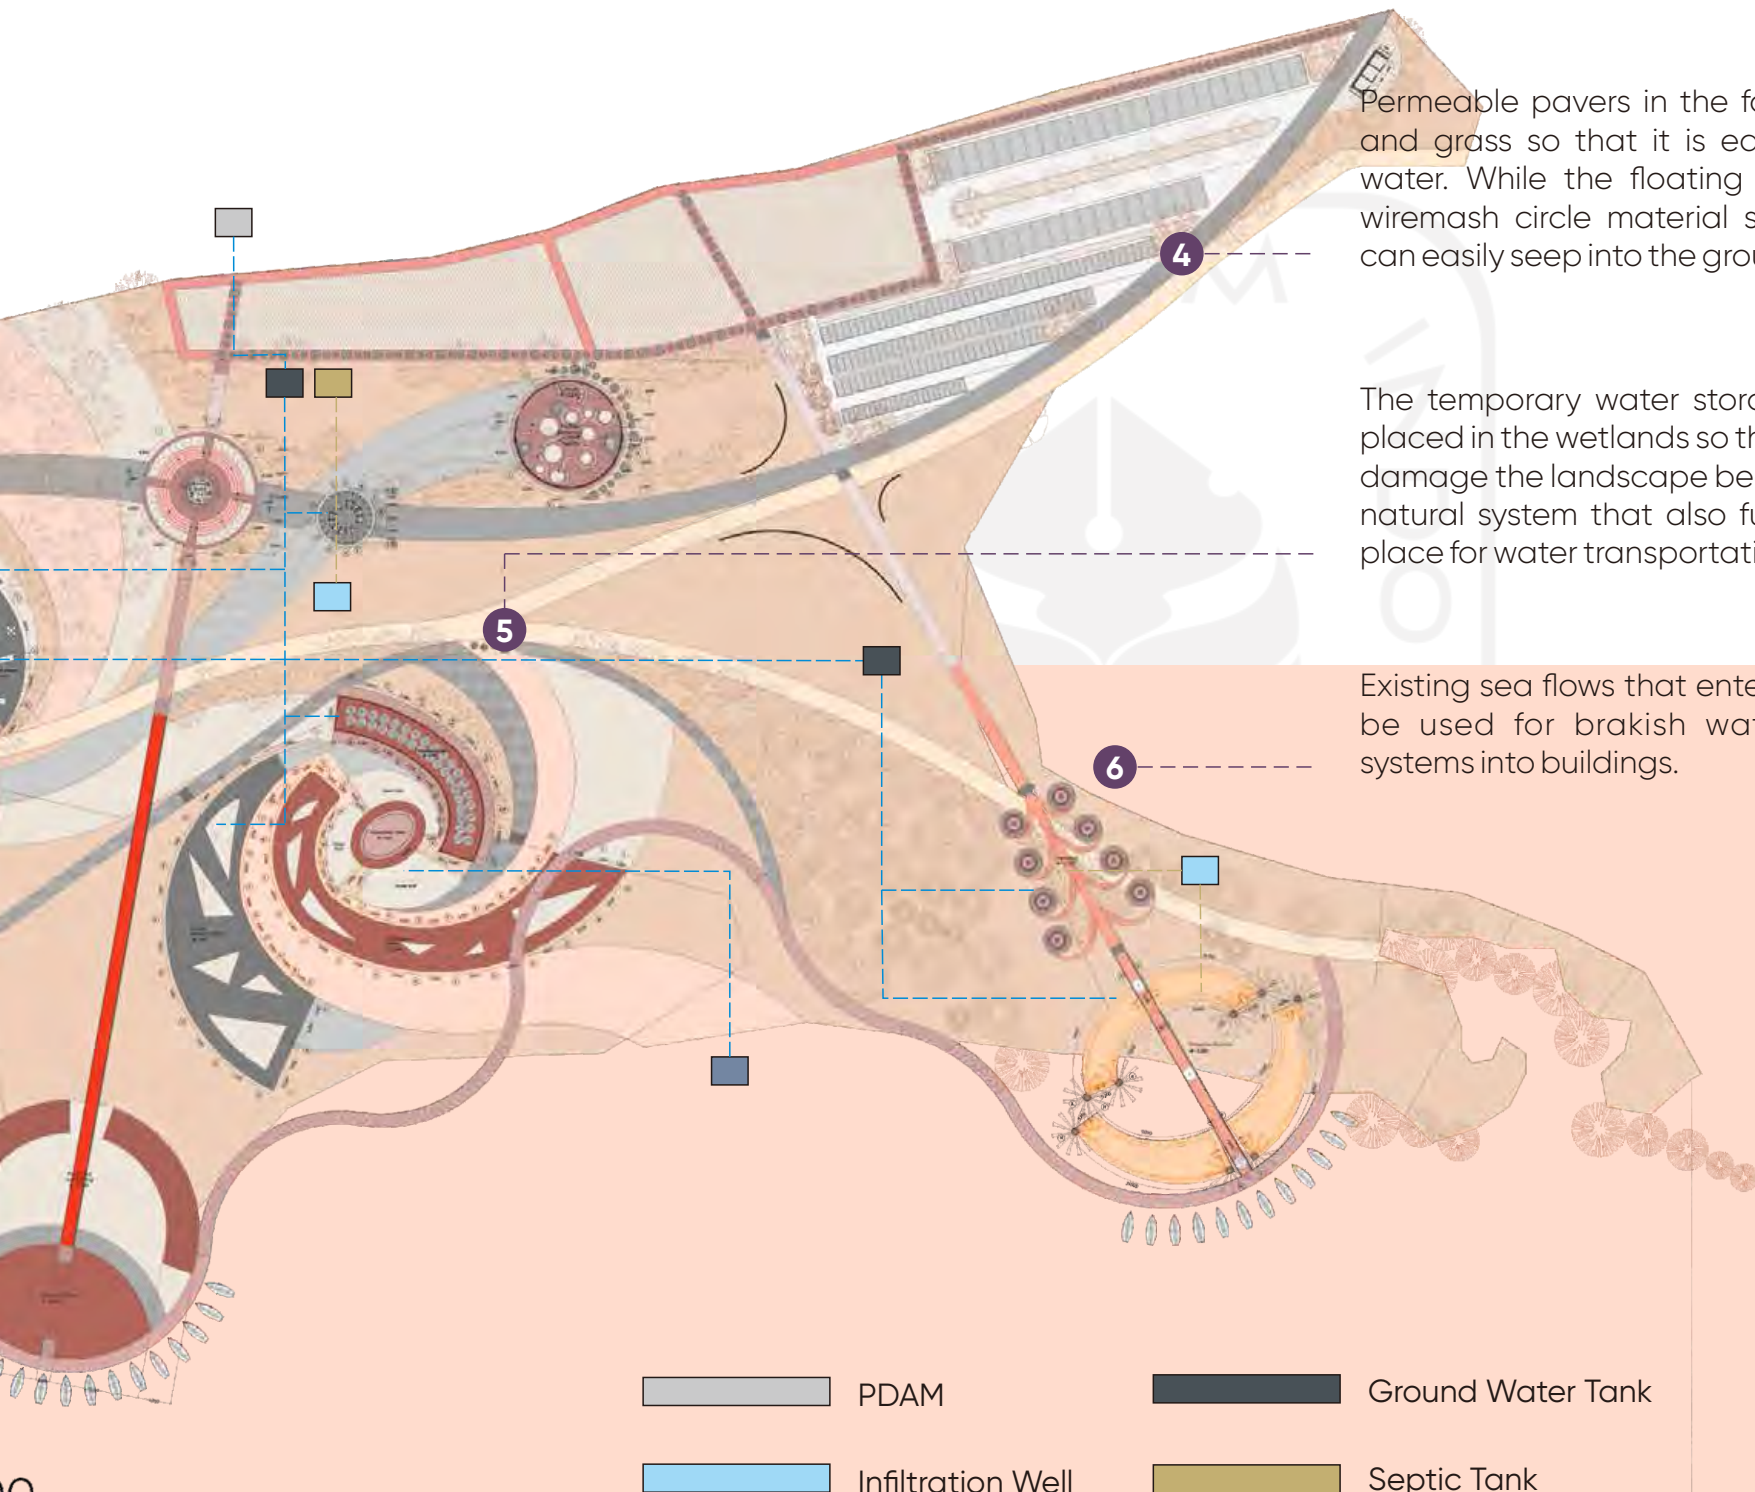 Permeable pavers in the fo
and grass so that it is ea
water. While the floating
wiremash circle material s
can easily seep into the grou
4
The temporary water stora
placed in the wetlands so th
damage the landscape be
natural system that also fu
place for water transportati
5
Existing sea flows that ente
be used for brakish wat
systems into buildings.
6
PDAM
Ground Water Tank
Infiltration Well
Septic Tank